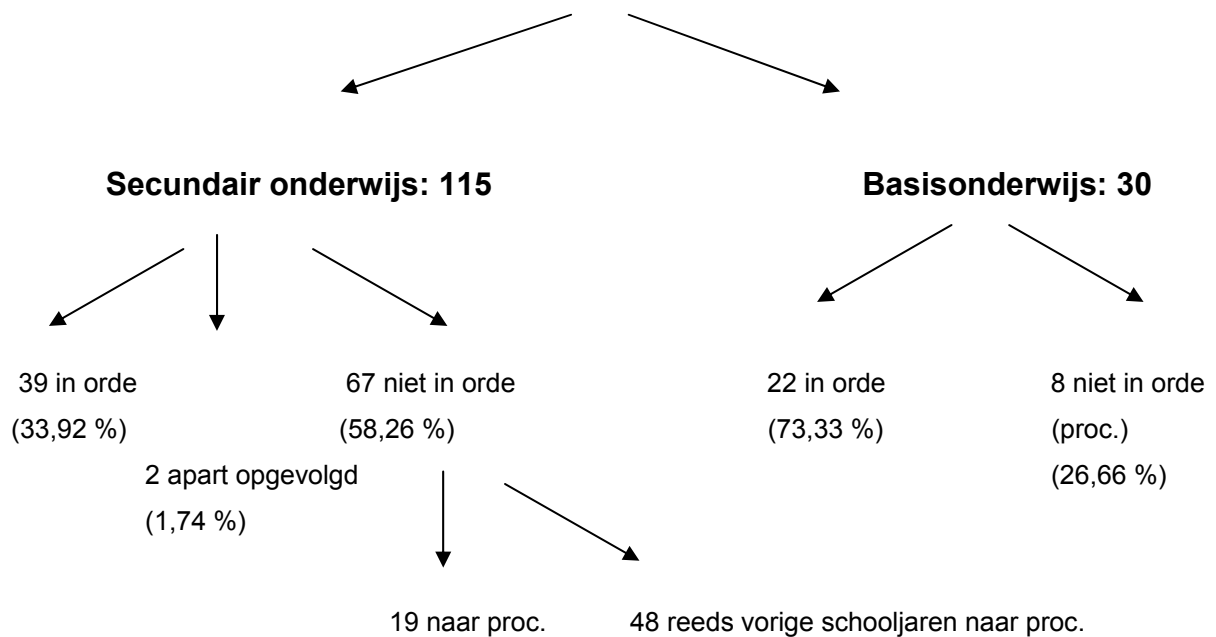 Secundair onderwijs: 115
Basisonderwijs: 30
39 in orde
(33,92 %)
2 apart opgevolgd
(1,74 %)
67 niet in orde
(58,26 %)
22 in orde
(73,33 %)
8 niet in orde
(proc.)
(26,66 %)
19 naar proc.
48 reeds vorige schooljaren naar proc.